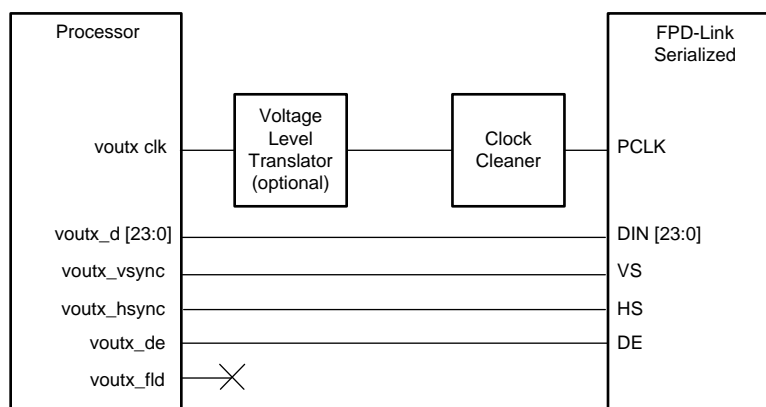 Processor
FPD-Link
Serialized
Voltage
Level
Translator
(optional)
Clock
Cleaner
voutx clk
PCLK
voutx_d [23:0]
DIN [23:0]
voutx_vsync
VS
voutx_hsync
HS
voutx_de
DE
voutx_fld